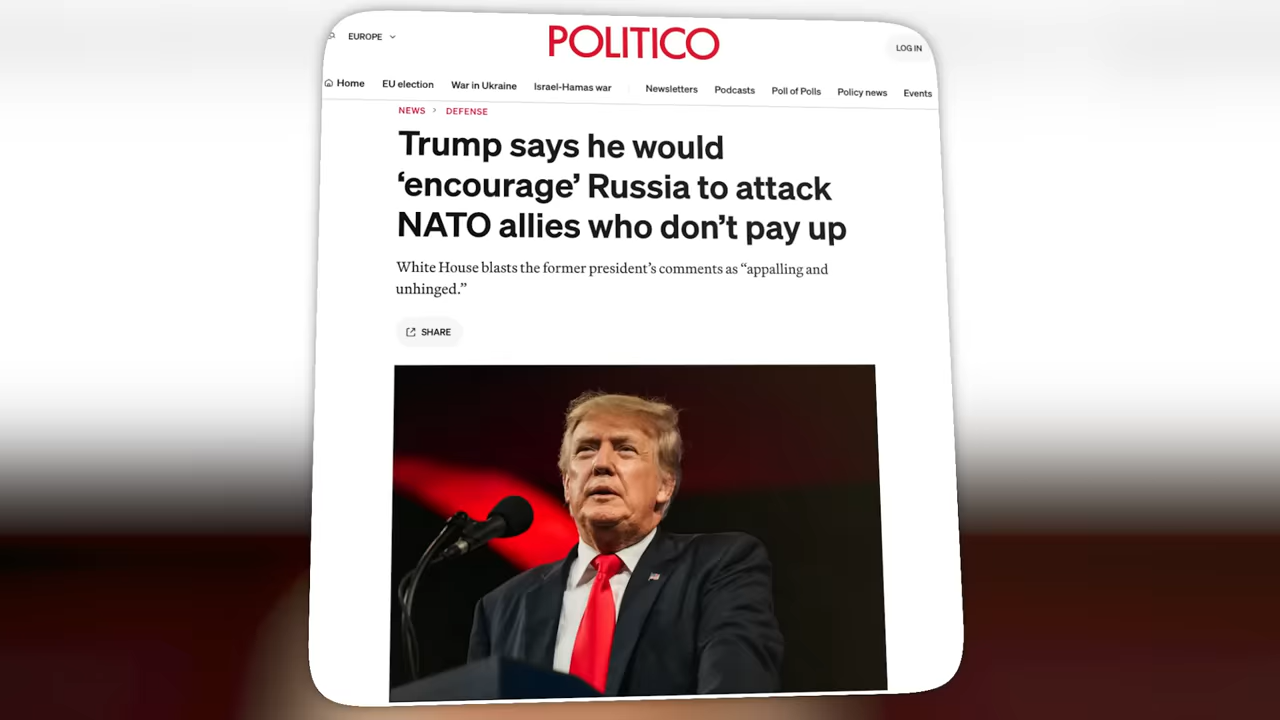 EUROPE
POLITICO
LOG IN
Home EU election War in Ukraine Israel-Hamas war Newsletters Podcasts Poll of Polls Policy news Events
NEWS > DEFENSE
Trump says he would
‘encourage’ Russia to attack
NATO allies who don’t pay up
White House blasts the former president’s comments as “appalling and
unhinged.”
SHARE